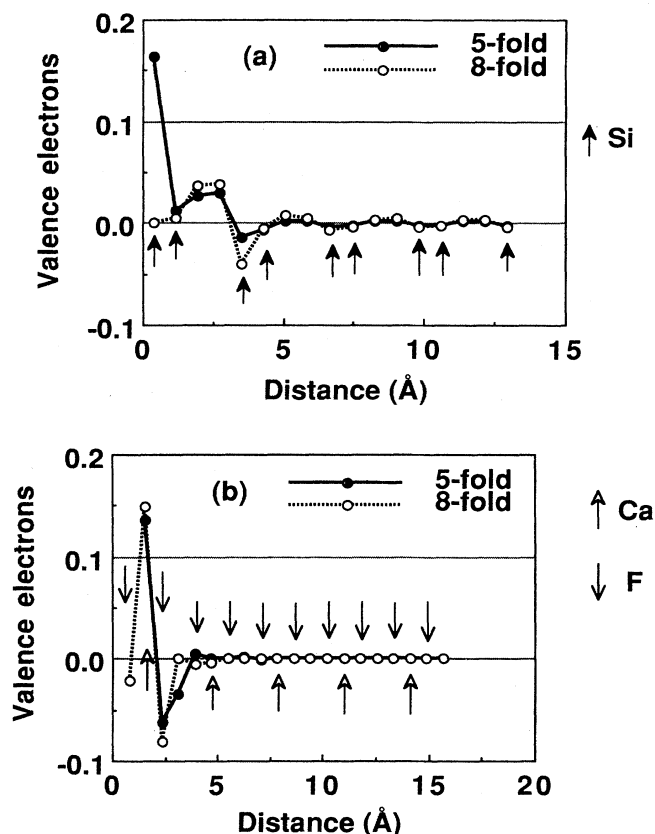 0.2
(a)
5-fold
8-fold
0.1
Valence electrons
Si
0.0
-0.1
0
5
10
15
Distance (Å)
0.2
(b)
5-fold
8-fold
Ca
0.1
F
Valence electrons
0.0
-0.1
0
5
10
15
20
Distance (Å)